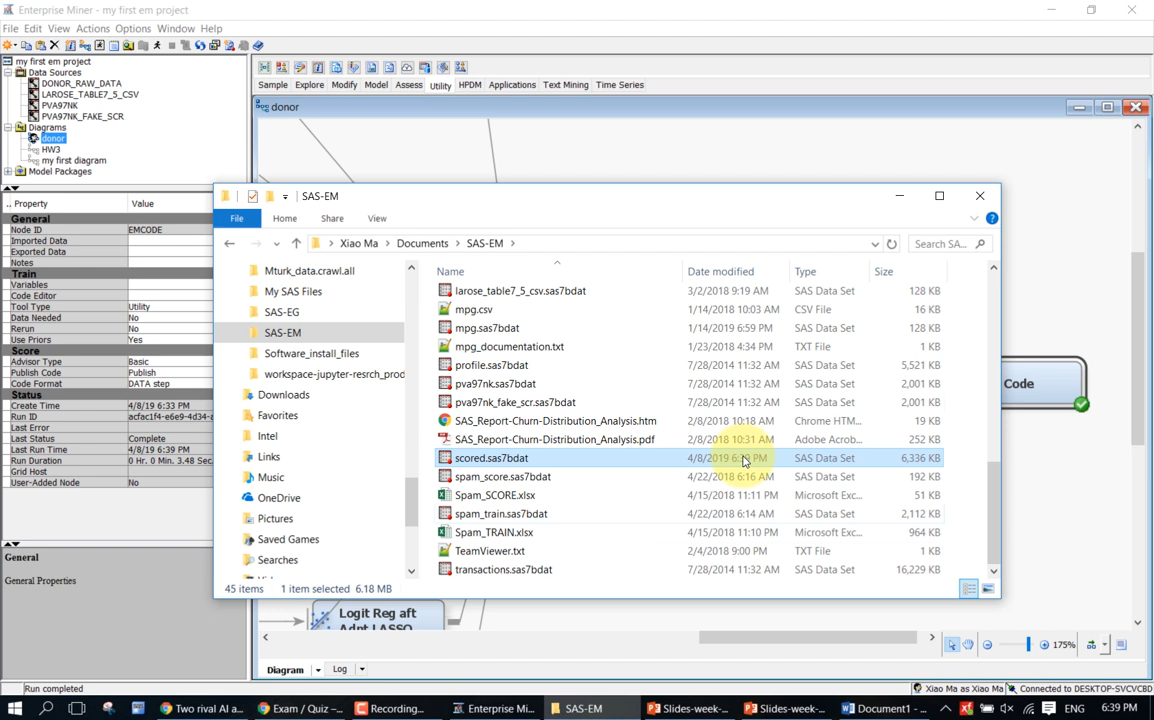 Enterprise Miner - my first em project
File Edit View Actions Options Window Help
my first em project
Data Sources
DONOR_RAW_DATA
LAROSE_TABLE7_5_CSV
PVA97NK
PVA97NK_FAKE_SCR
Diagrams
donor
HW3
my first diagram
Model Packages
Sample Explore Modify Model Assess Utility HPDM Applications Text Mining Time Series
donor
.. Property Value
General
Node ID EMCODE
Imported Data
Exported Data
Notes
Train
Variables
Code Editor
Tool Type Utility
Data Needed No
Rerun No
Use Priors Yes
Score
Advisor Type Basic
Publish Code Publish
Code Format DATA step
Status
Create Time 4/8/19 6:33 PM
Run ID acfac1f4-e6e9-4d34-a
Last Error
Last Status Complete
Last Run Time 4/8/19 6:39 PM
Run Duration 0 Hr. 0 Min. 3.48 Sec.
Grid Host
User-Added Node No
General
General Properties
SAS-EM
File Home Share View
Xiao Ma Documents SAS-EM
Search SA...
Mturk_data.crawl.all
My SAS Files
SAS-EG
SAS-EM
Software_install_files
workspace-jupyter-resrch_prod
Downloads
Favorites
Intel
Links
Music
OneDrive
Pictures
Saved Games
Searches
Name Date modified Type Size
larose_table7_5_csv.sas7bdat 3/2/2018 9:19 AM SAS Data Set 128 KB
mpg.csv 1/14/2019 10:03 AM CSV File 16 KB
mpg.sas7bdat 1/14/2019 6:59 PM SAS Data Set 128 KB
mpg_documentation.txt 1/23/2018 4:34 PM TXT File 1 KB
profile.sas7bdat 7/28/2014 11:32 AM SAS Data Set 5,521 KB
pva97nk.sas7bdat 7/28/2014 11:32 AM SAS Data Set 2,001 KB
pva97nk_fake_scr.sas7bdat 7/28/2014 11:32 AM SAS Data Set 2,001 KB
SAS_Report-Churn-Distribution_Analysis.htm 2/8/2018 10:18 AM Chrome HTM... 19 KB
SAS_Report-Churn-Distribution_Analysis.pdf 2/8/2018 10:31 AM Adobe Acrob... 252 KB
scored.sas7bdat 4/8/2019 PM SAS Data Set 6,336 KB
spam_score.sas7bdat 4/22/2018 6:16 AM SAS Data Set 192 KB
Spam_SCORE.xlsx 4/15/2018 11:11 PM Microsoft Exc... 51 KB
spam_train.sas7bdat 4/22/2018 6:14 AM SAS Data Set 2,112 KB
Spam_TRAIN.xlsx 4/15/2018 11:10 PM Microsoft Exc... 964 KB
TeamViewer.txt 2/4/2018 9:00 PM TXT File 1 KB
transactions.sas7bdat 7/28/2014 11:32 AM SAS Data Set 16,229 KB
45 items 1 item selected 6.18 MB
Code
Logit Reg aft
Adpt LASSO
175%
Diagram Log
Run completed
Xiao Ma as Xiao Ma Connected to DESKTOP-SVCVCBD
Two rival AI a... Exam / Quiz –... Recording... Enterprise Mi... SAS-EM Slides-week-... Slides-week-... Document1 - ... ENG 6:39 PM